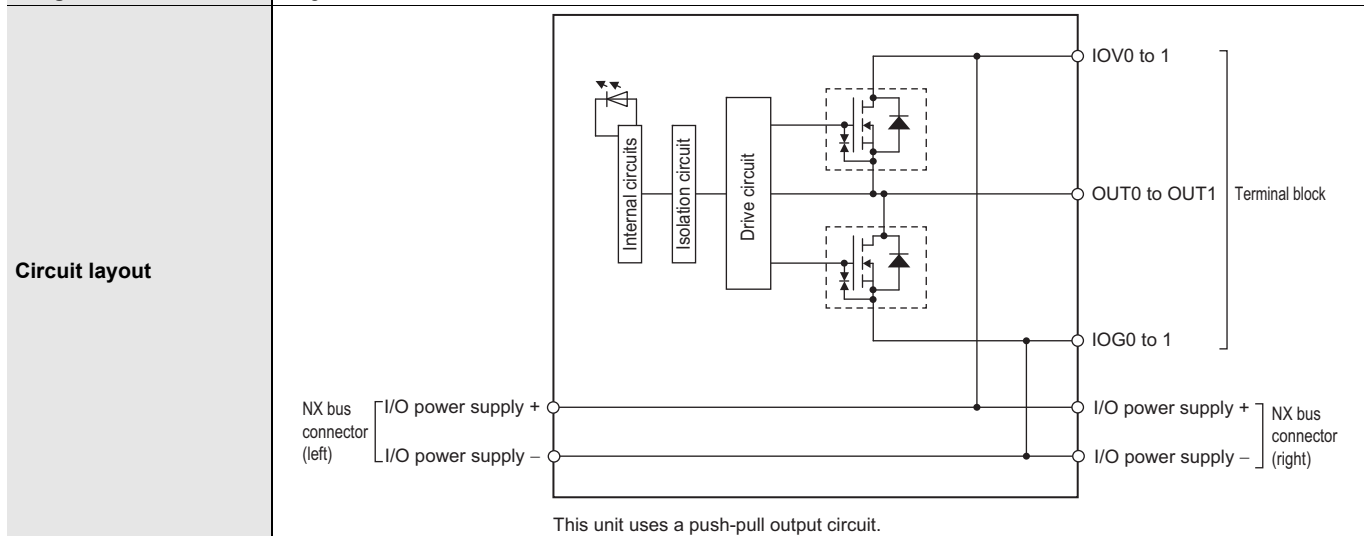 Circuit layout
IOV0 to 1
Internal circuits
Isolation circuit
Drive circuit
OUT0 to OUT1
Terminal block
IOG0 to 1
NX bus
connector
(left)
I/O power supply +
I/O power supply –
I/O power supply +
I/O power supply –
NX bus
connector
(right)
This unit uses a push-pull output circuit.